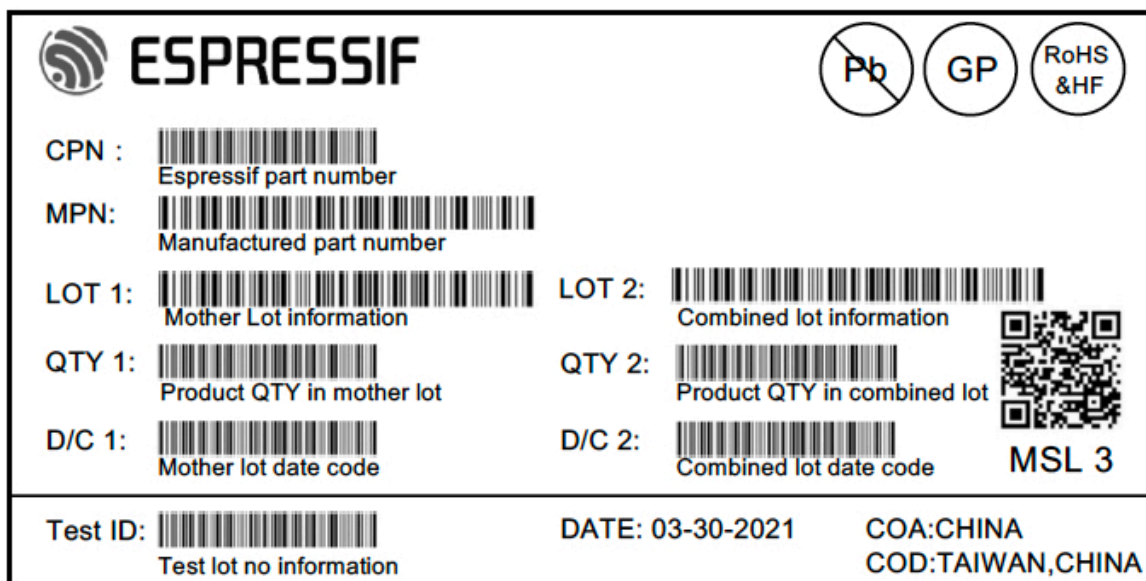 ESPRESSIF
Pb
GP
RoHS
&HF
CPN :
Espressif part number
MPN:
Manufactured part number
LOT 1:
Mother Lot information
LOT 2:
Combined lot information
QTY 1:
Product QTY in mother lot
QTY 2:
Product QTY in combined lot
D/C 1:
Mother lot date code
D/C 2:
Combined lot date code
MSL 3
Test ID:
Test lot no information
DATE: 03-30-2021
COA:CHINA
COD:TAIWAN,CHINA